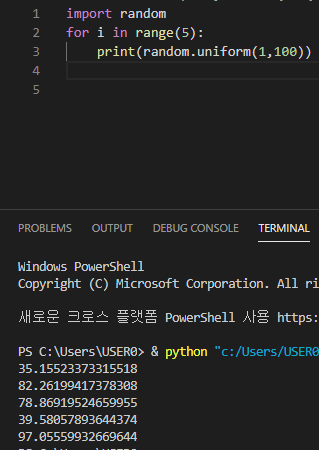 1 import random
2 for i in range(5):
3     print(random.uniform(1,100))
4
5
PROBLEMS OUTPUT DEBUG CONSOLE TERMINAL
Windows PowerShell
Copyright (C) Microsoft Corporation. All ri
새로운 크로스 플랫폼 PowerShell 사용 https:
PS C:\Users\USER0> & python "c:/Users/USER0
35.15523373315518
82.26199417378308
78.86919524659955
39.58057893644374
97.05559932669644